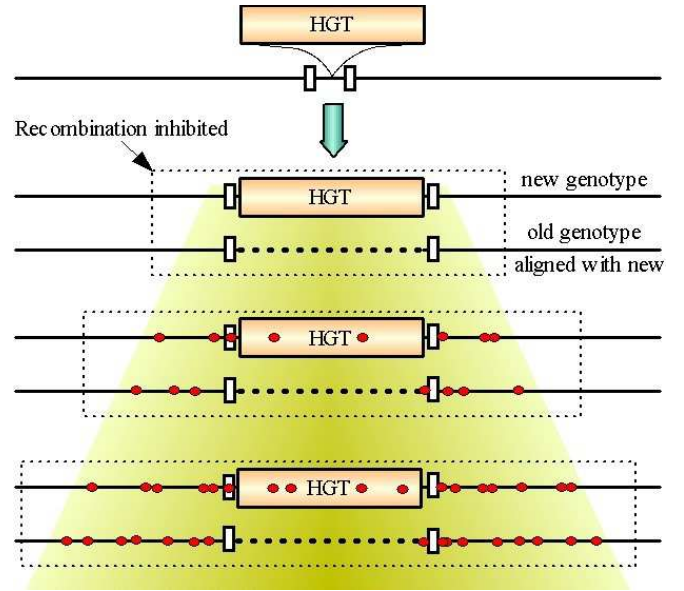 HGT
Recombination inhibited
HGT
new genotype
old genotype
aligned with new
HGT
HGT